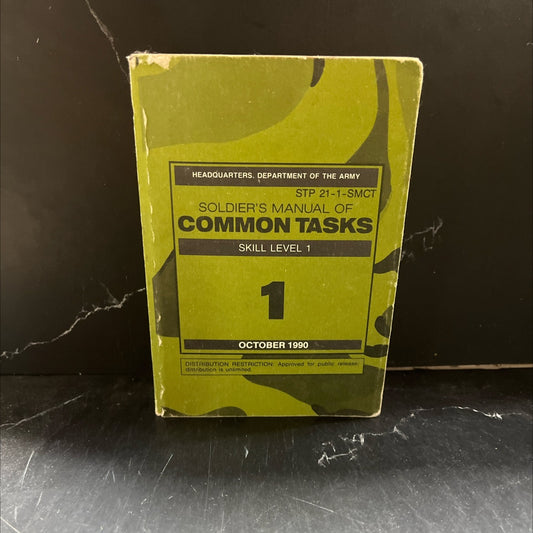 HEADQUARTERS, DEPARTMENT OF THE ARMY
STP 21-1-SMCT
SOLDIER'S MANUAL OF
COMMON TASKS
SKILL LEVEL 1
1
OCTOBER 1990
DISTRIBUTION RESTRICTION: Approved for public release;
distribution is unlimited.